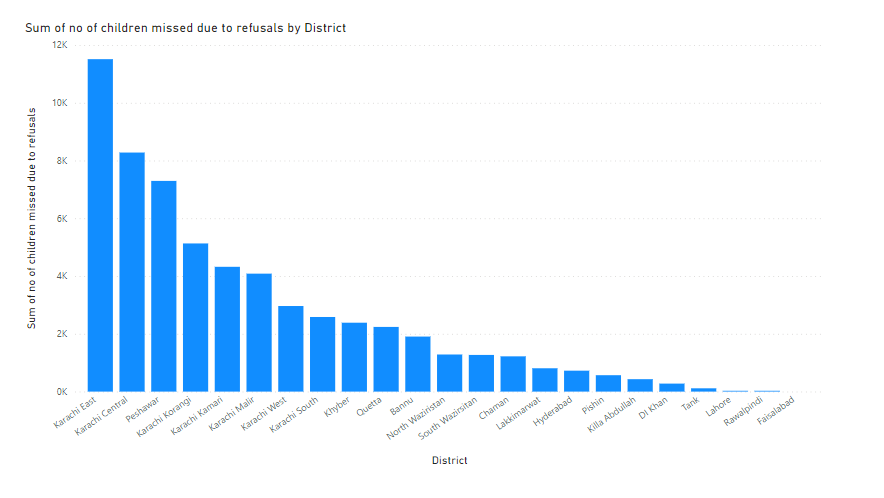 Sum of no of children missed due to refusals by District
Sum of no of children missed due to refusals
12K
10K
8K
6K
4K
2K
0K
Karachi East
Karachi Central
Peshawar
Karachi Korangi
Karachi Kamari
Karachi Malir
Karachi West
Karachi South
Khyber
Quetta
Bannu
North Waziristan
South Wazirsitan
Chaman
Lakkimarwat
Hyderabad
Pishin
Killa Abdullah
DI Khan
Tank
Lahore
Rawalpindi
Faisalabad
District